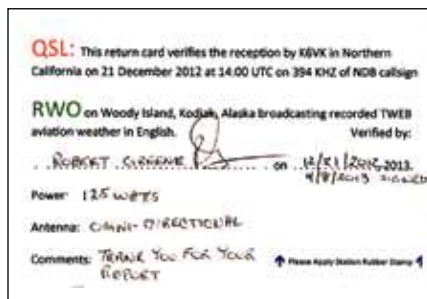 QSL: This return card verifies the reception by K6VK in Northern
California on 21 December 2012 at 14:00 UTC on 394 KHZ of NDB callsign
RWO on Woody Island, Kodiak, Alaska broadcasting recorded TWEB
aviation weather in English. Verified by:
ROBERT GREENE on 12/21/2012, 2013.
4/8/2013 SIGNED
Power: 125 WATTS
Antenna: OMNI-DIRECTIONAL
Comments: THANK YOU FOR YOUR Please Apply Station Rubber Stamp
REPORT